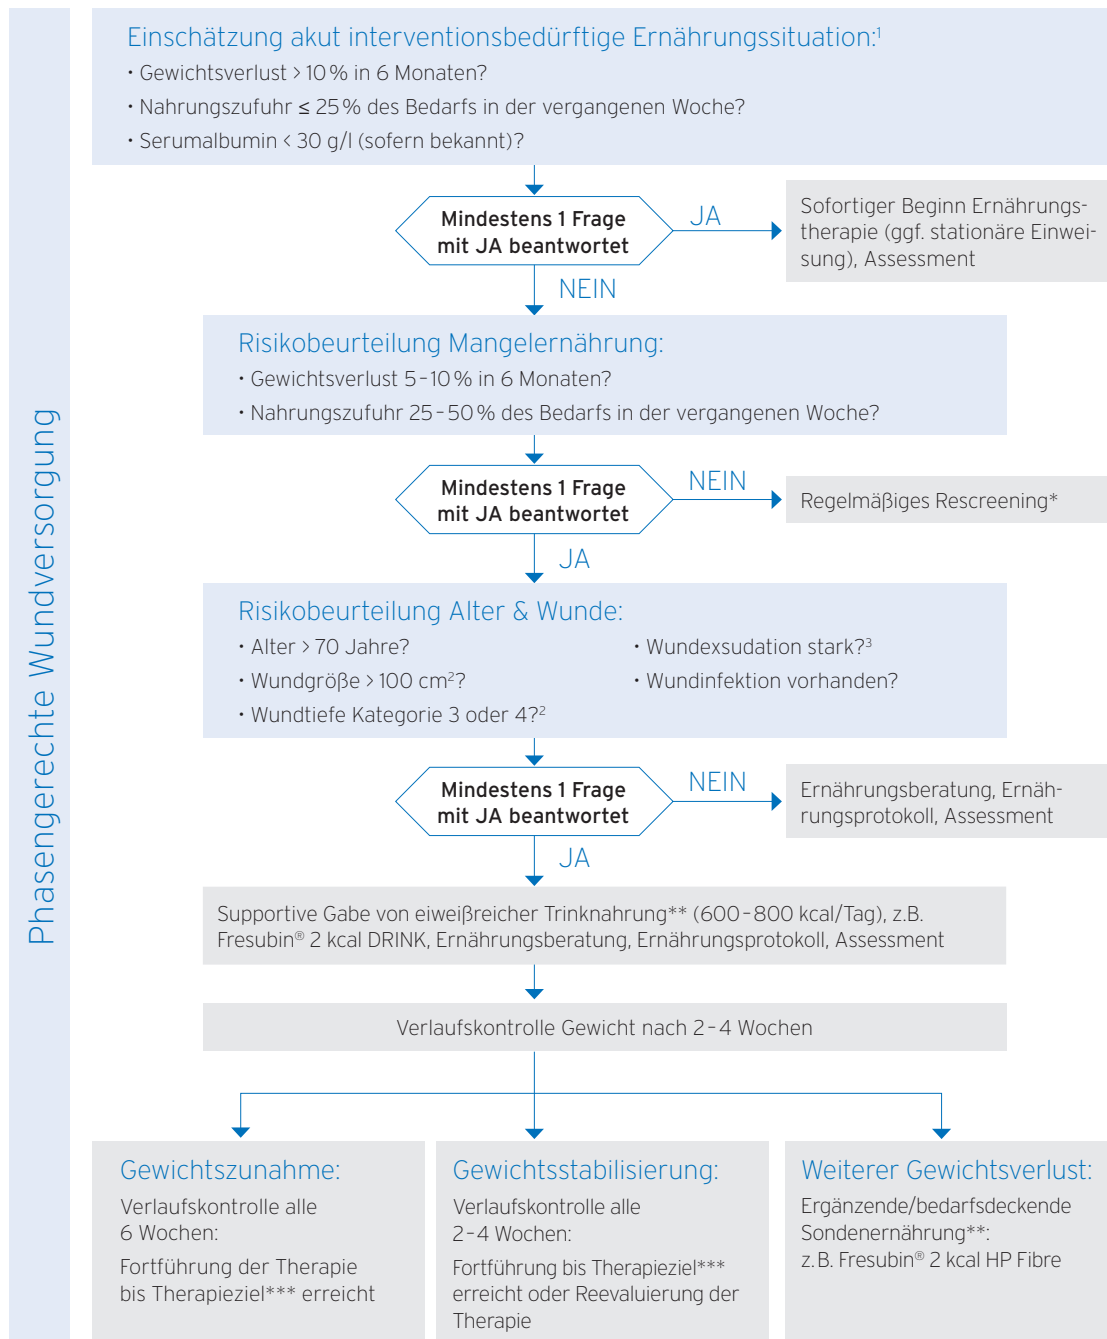 Phasengerechte Wundversorgung
Einschätzung akut interventionsbedürftige Ernährungssituation:¹
• Gewichtsverlust > 10 % in 6 Monaten?
• Nahrungszufuhr ≤ 25 % des Bedarfs in der vergangenen Woche?
• Serumalbumin < 30 g/l (sofern bekannt)?
Mindestens 1 Frage
mit JA beantwortet
JA
Sofortiger Beginn Ernährungs-
therapie (ggf. stationäre Einwei-
sung), Assessment
NEIN
Risikobeurteilung Mangelernährung:
• Gewichtsverlust 5–10 % in 6 Monaten?
• Nahrungszufuhr 25–50 % des Bedarfs in der vergangenen Woche?
Mindestens 1 Frage
mit JA beantwortet
NEIN
Regelmäßiges Rescreening*
JA
Risikobeurteilung Alter & Wunde:
• Alter > 70 Jahre?
• Wundgröße > 100 cm²?
• Wundtiefe Kategorie 3 oder 4?²
• Wundexsudation stark?³
• Wundinfektion vorhanden?
Mindestens 1 Frage
mit JA beantwortet
NEIN
Ernährungsberatung, Ernäh-
rungsprotokoll, Assessment
JA
Supportive Gabe von eiweißreicher Trinknahrung** (600–800 kcal/Tag), z.B.
Fresubin® 2 kcal DRINK, Ernährungsberatung, Ernährungsprotokoll, Assessment
Verlaufskontrolle Gewicht nach 2–4 Wochen
Gewichtszunahme:
Verlaufskontrolle alle
6 Wochen:
Fortführung der Therapie
bis Therapieziel*** erreicht
Gewichtsstabilisierung:
Verlaufskontrolle alle
2–4 Wochen:
Fortführung bis Therapieziel***
erreicht oder Reevaluierung der
Therapie
Weiterer Gewichtsverlust:
Ergänzende/bedarfsdeckende
Sondenernährung**:
z. B. Fresubin® 2 kcal HP Fibre